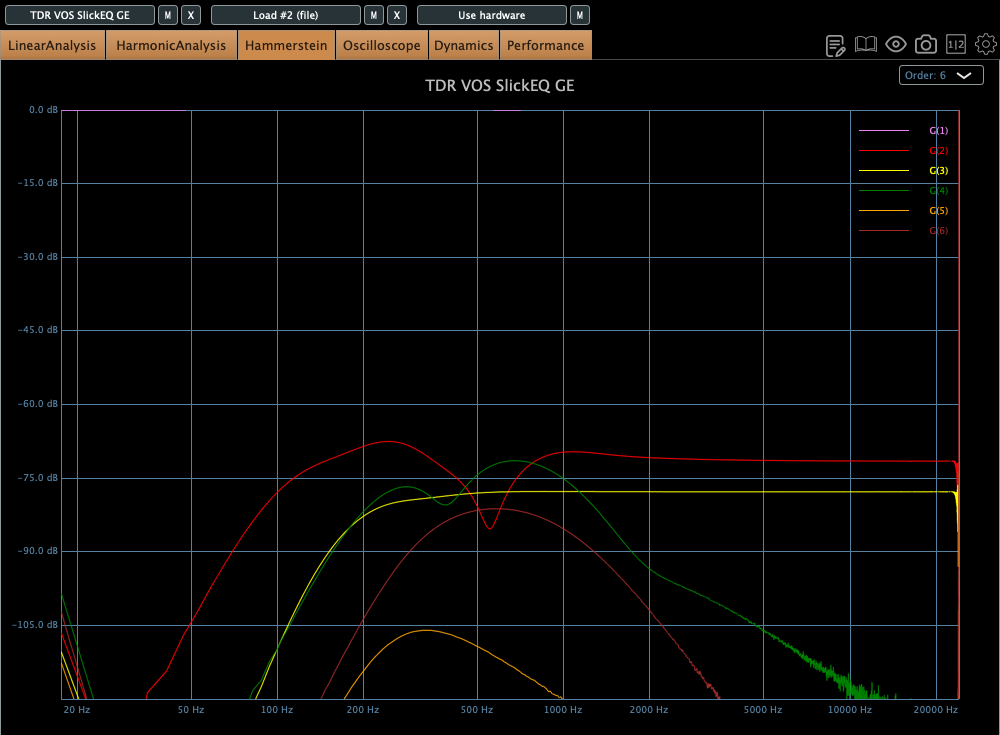 TDR VOS SlickEQ GE M X Load #2 (file) M X Use hardware M
LinearAnalysis HarmonicAnalysis Hammerstein Oscilloscope Dynamics Performance 1|2
Order: 6
TDR VOS SlickEQ GE
0.0 dB
-15.0 dB
-30.0 dB
-45.0 dB
-60.0 dB
-75.0 dB
-90.0 dB
-105.0 dB
G(1)
G(2)
G(3)
G(4)
G(5)
G(6)
20 Hz 50 Hz 100 Hz 200 Hz 500 Hz 1000 Hz 2000 Hz 5000 Hz 10000 Hz 20000 Hz